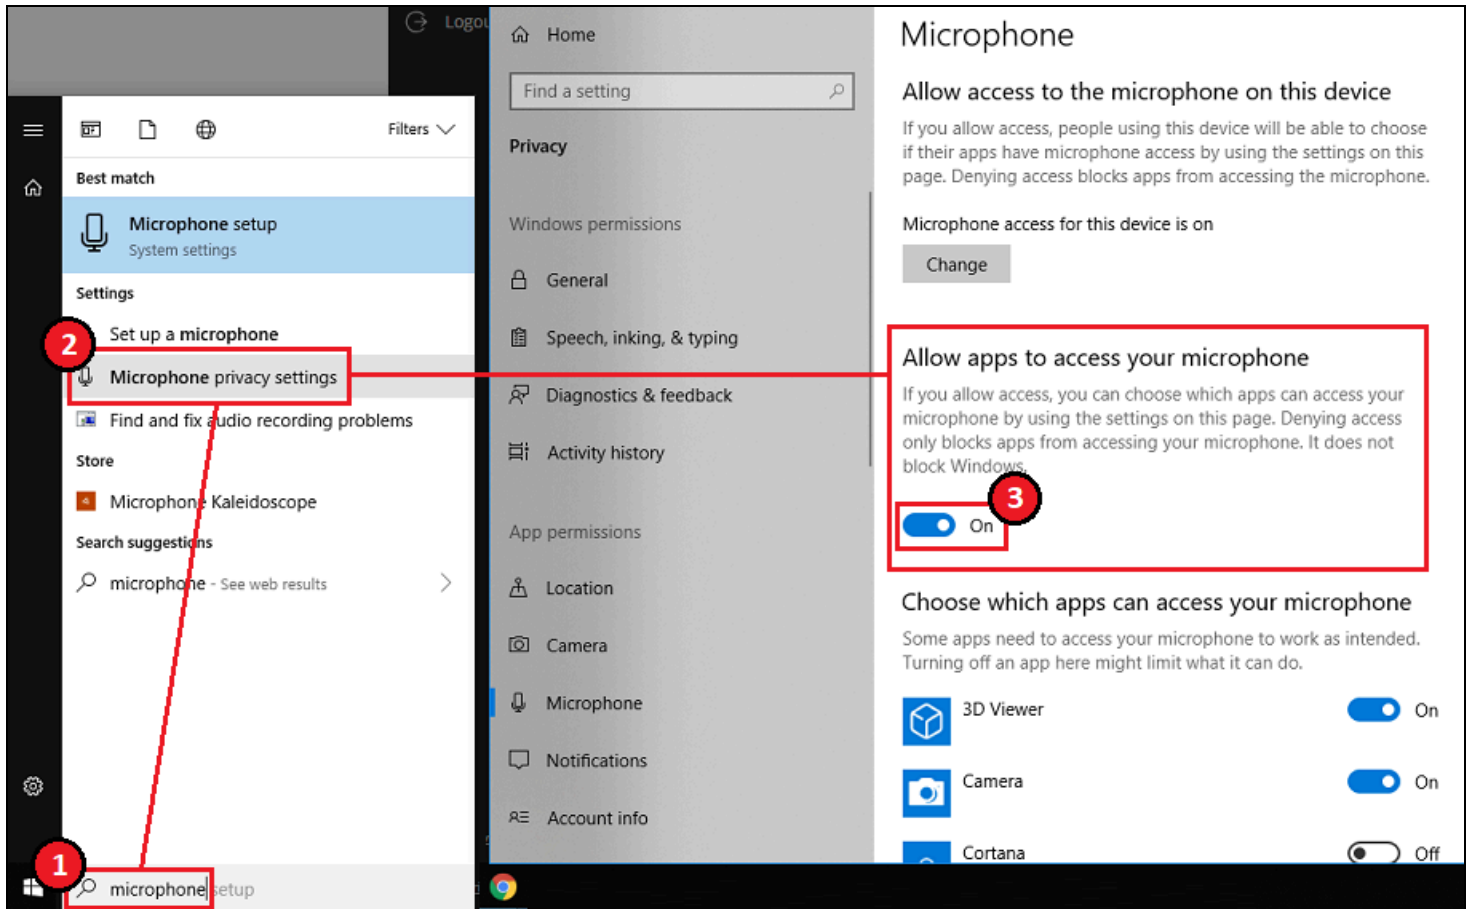 Filters
Best match
Microphone setup
System settings
Settings
Set up a microphone
2
Microphone privacy settings
Find and fix audio recording problems
Store
Microphone Kaleidoscope
Search suggestions
microphone - See web results
1
microphone setup
Home
Find a setting
Privacy
Windows permissions
General
Speech, inking, & typing
Diagnostics & feedback
Activity history
App permissions
Location
Camera
Microphone
Notifications
Account info
Microphone
Allow access to the microphone on this device
If you allow access, people using this device will be able to choose
if their apps have microphone access by using the settings on this
page. Denying access blocks apps from accessing the microphone.
Microphone access for this device is on
Change
Allow apps to access your microphone
If you allow access, you can choose which apps can access your
microphone by using the settings on this page. Denying access
only blocks apps from accessing your microphone. It does not
block Windows.
3
On
Choose which apps can access your microphone
Some apps need to access your microphone to work as intended.
Turning off an app here might limit what it can do.
3D Viewer On
Camera On
Cortana Off